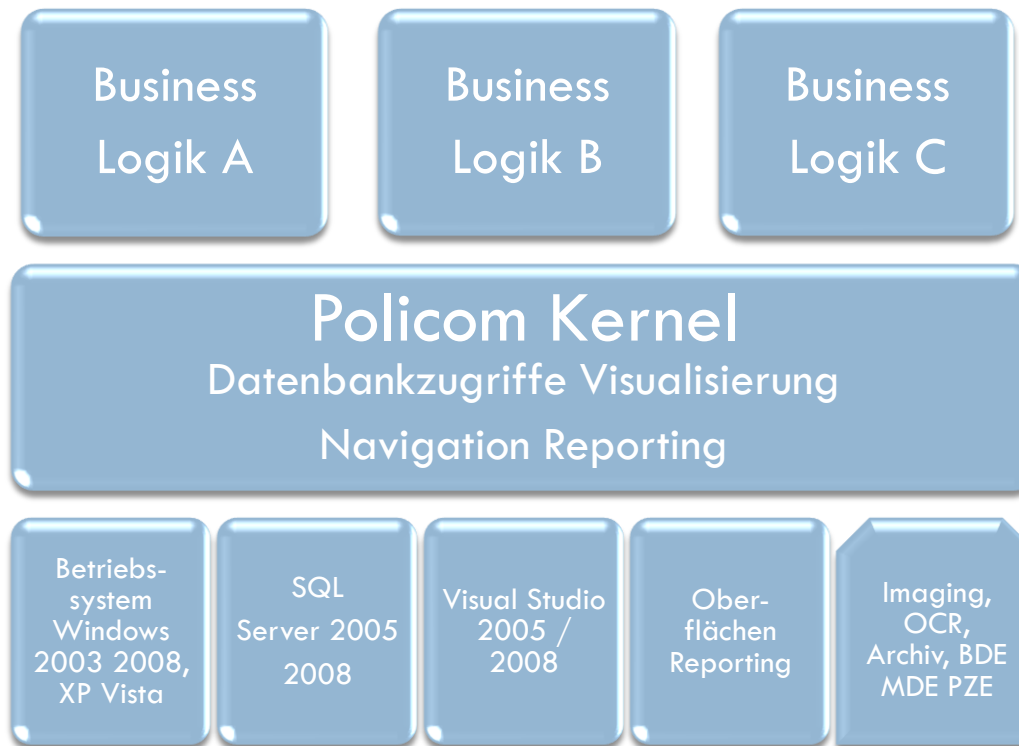 Business
Logik A
Business
Logik B
Business
Logik C
Policom Kernel
Datenbankzugriffe Visualisierung
Navigation Reporting
Betriebs-
system
Windows
2003 2008,
XP Vista
SQL
Server 2005
2008
Visual Studio
2005 /
2008
Ober-
flächen
Reporting
Imaging,
OCR,
Archiv, BDE
MDE PZE